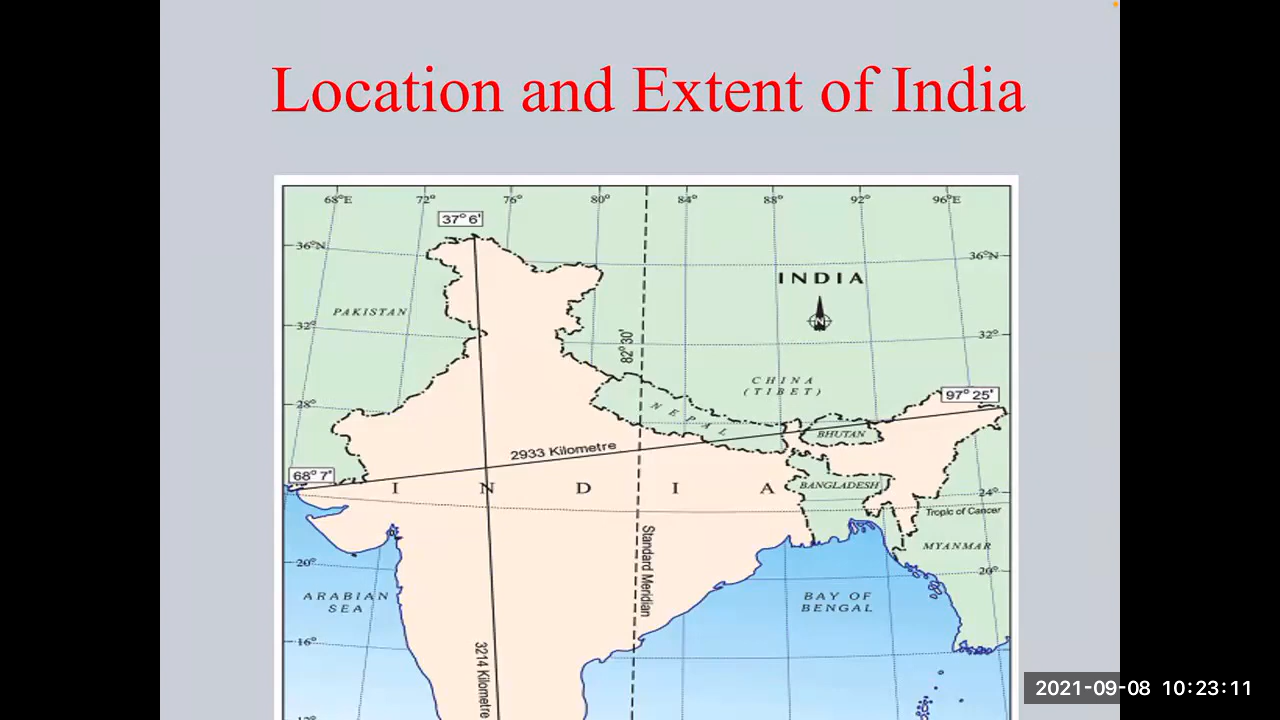 Location and Extent of India
68°E 72° 76° 80° 84° 88° 92° 96°E
37° 6'
36°N
36°N
INDIA
N
PAKISTAN
32°
32°
82°30'
CHINA
(TIBET)
28°
97° 25'
NEPAL
BHUTAN
2933 Kilometre
68° 7'
INDIA
BANGLADESH
24°
Tropic of Cancer
Standard Meridian
MYANMAR
20°
20°
ARABIAN
SEA
BAY OF
BENGAL
16°
3214 Kilometre
2021-09-08 10:23:11